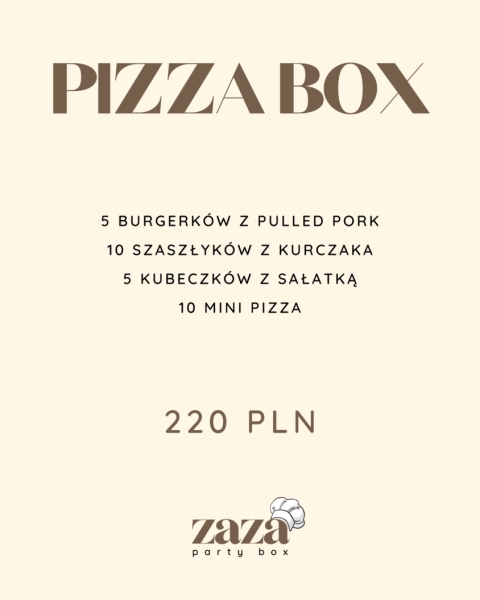 PIZZA BOX
5 BURGERKÓW Z PULLED PORK
10 SZASZŁYKÓW Z KURCZAKA
5 KUBECZKÓW Z SAŁATKĄ
10 MINI PIZZA
220 PLN
zaza
party box